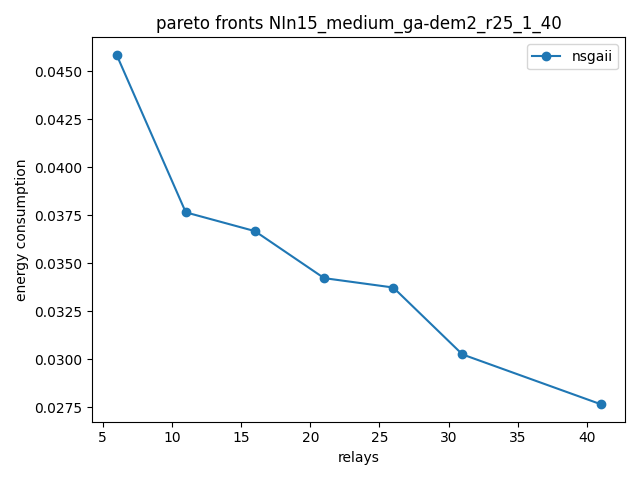 pareto fronts NIn15_medium_ga-dem2_r25_1_40
nsgaii
0.0450
0.0425
0.0400
0.0375
0.0350
0.0325
0.0300
0.0275
energy consumption
5 10 15 20 25 30 35 40
relays